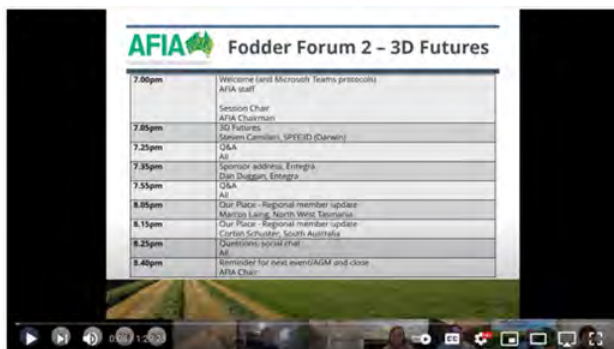 AFIA
Fodder Forum 2 – 3D Futures
7.00pm Welcome (and Microsoft Teams protocols)
AFIA staff
Session Chair
AFIA Chairman
7.05pm 3D Futures
Steven Camilleri, SPEE3D (Darwin)
7.25pm Q&A
All
7.35pm Sponsor address, Entegra
Dan Duggan, Entegra
7.55pm Q&A
All
8.05pm Our Place - Regional member update
Marcus Laing, North West Tasmania
8.15pm Our Place - Regional member update
Schuster, South Australia
8.25pm Questions, social chat
All
8.40pm Reminder for next event/AGM and close
AFIA Chair